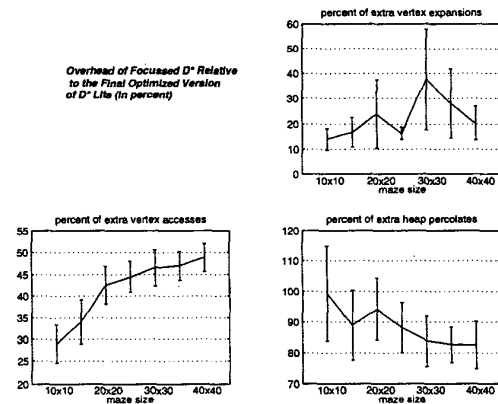 percent of extra vertex expansions
60
50
40
30
20
10
0
10x10 20x20 30x30 40x40
maze size
Overhead of Focussed D* Relative
to the Final Optimized Version
of D* Lite (in percent)
percent of extra vertex accesses
55
50
45
40
35
30
25
20
10x10 20x20 30x30 40x40
maze size
percent of extra heap percolates
120
110
100
90
80
70
10x10 20x20 30x30 40x40
maze size